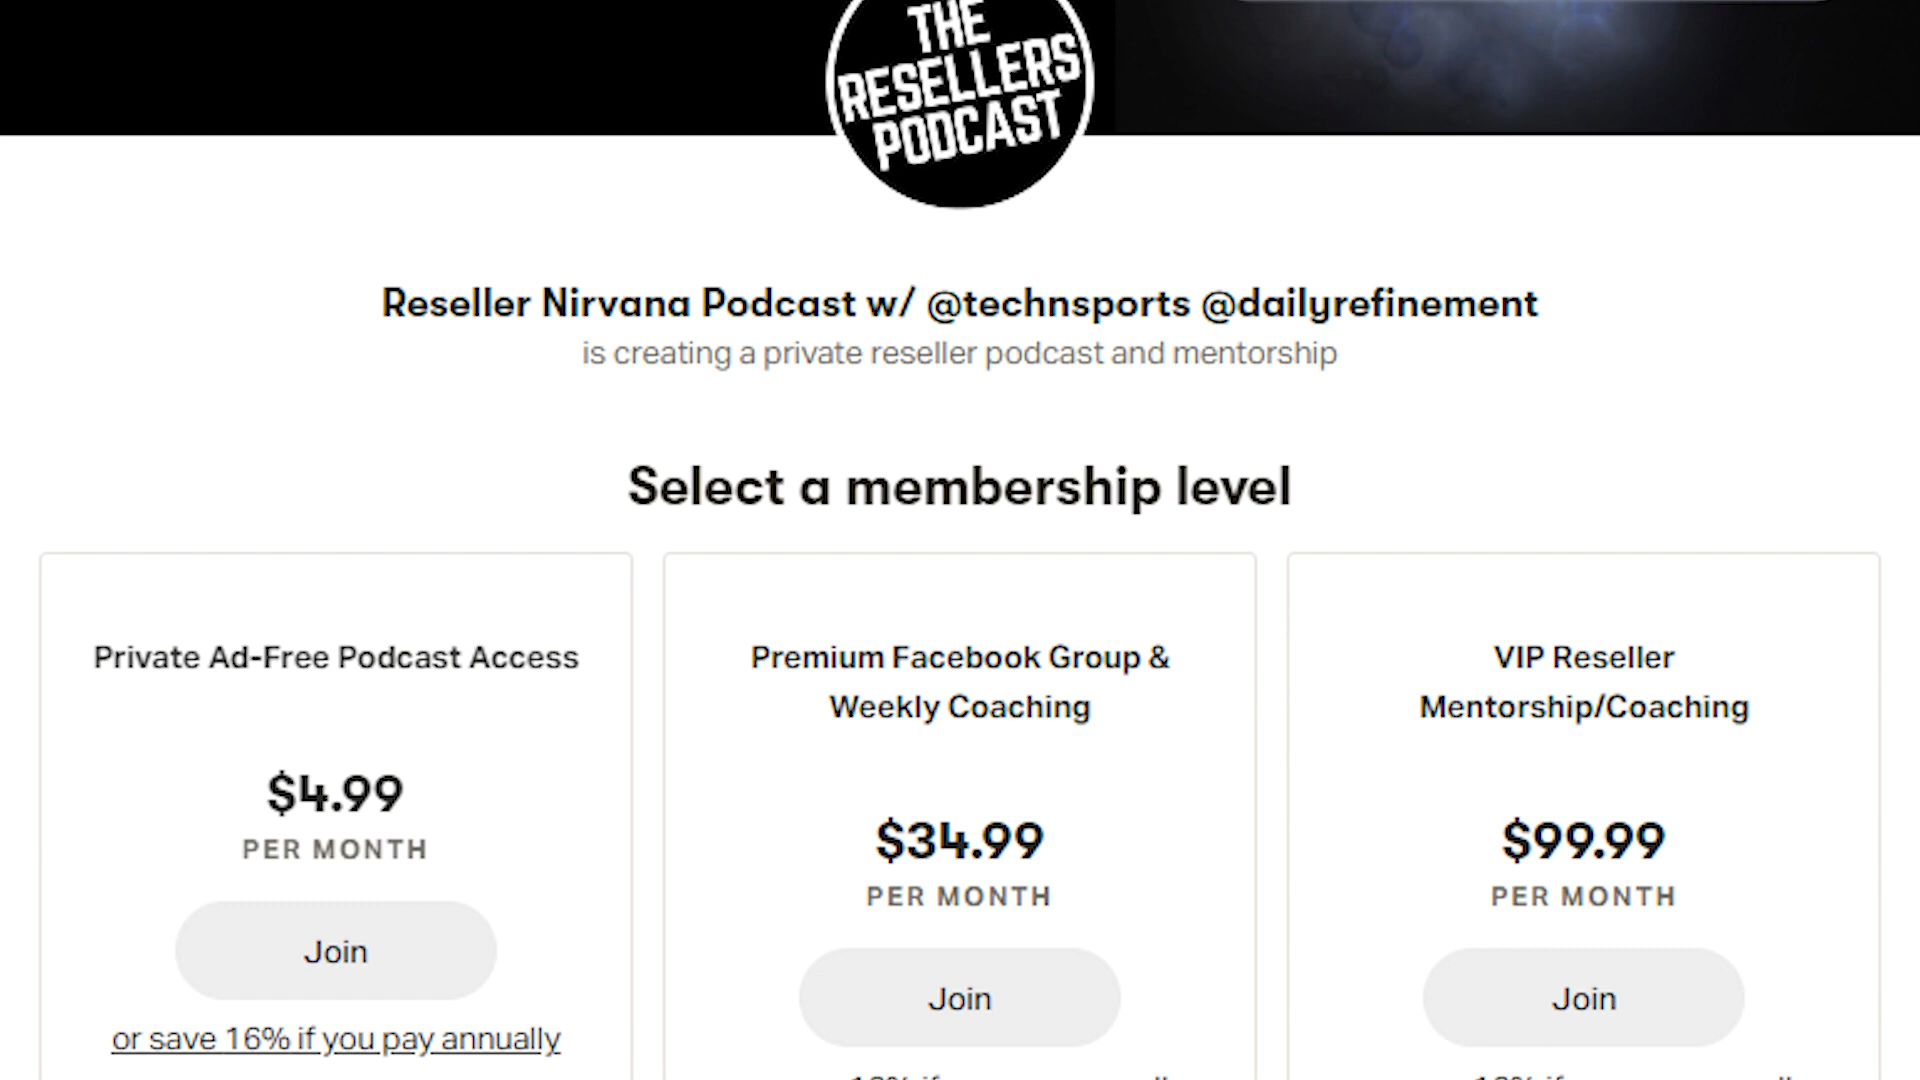 THE
RESELLERS
PODCAST
Reseller Nirvana Podcast w/ @technsports @dailyrefinement
is creating a private reseller podcast and mentorship
Select a membership level
Private Ad-Free Podcast Access
$4.99
PER MONTH
Join
or save 16% if you pay annually
Premium Facebook Group &
Weekly Coaching
$34.99
PER MONTH
Join
VIP Reseller
Mentorship/Coaching
$99.99
PER MONTH
Join